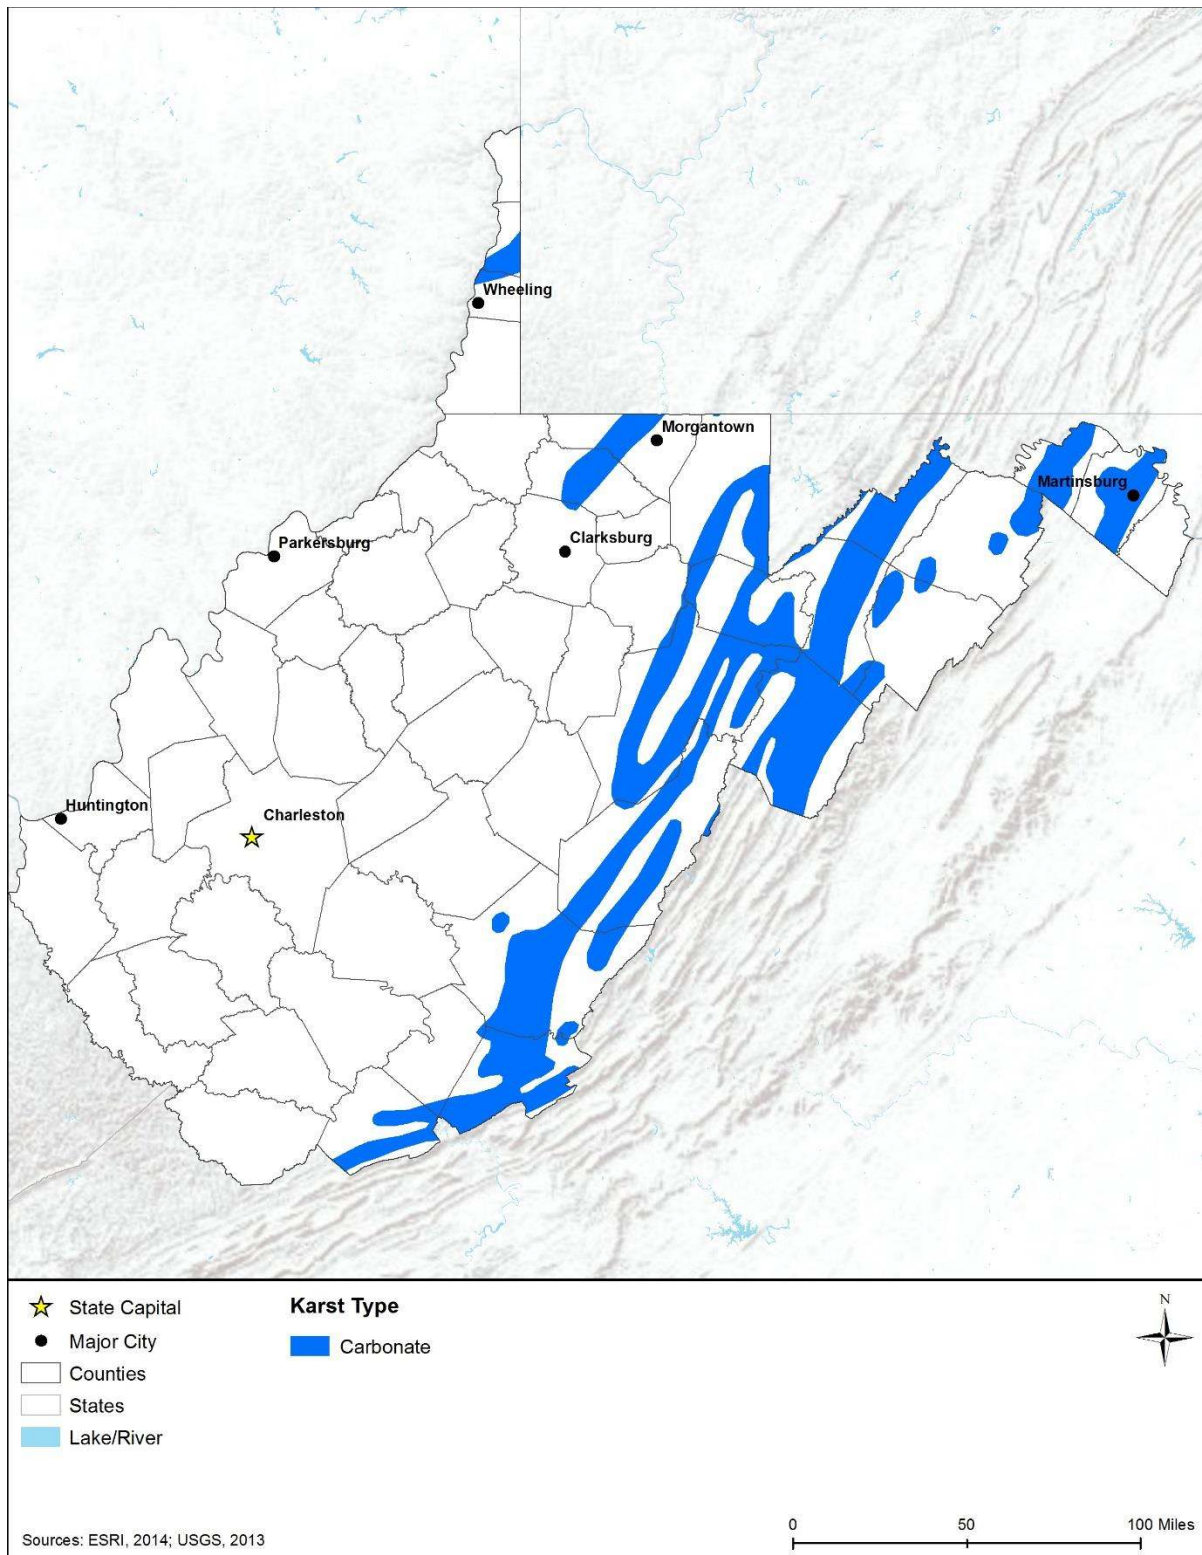 Wheeling
Morgantown
Martinsburg
Parkersburg
Clarksburg
Huntington
Charleston
State Capital
Major City
Counties
States
Lake/River
Karst Type
Carbonate
N
Sources: ESRI, 2014; USGS, 2013
0 50 100 Miles